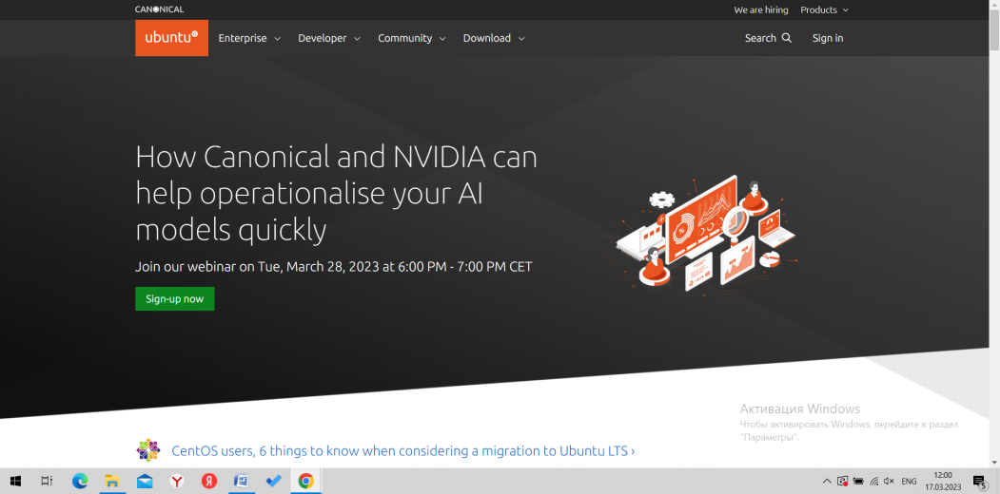 CANONICAL
We are hiring Products
ubuntu®
Enterprise Developer Community Download Search Sign in
How Canonical and NVIDIA can
help operationalise your AI
models quickly
Join our webinar on Tue, March 28, 2023 at 6:00 PM - 7:00 PM CET
Sign-up now
Активация Windows
Чтобы активировать Windows, перейдите в раздел
"Параметры".
CentOS users, 6 things to know when considering a migration to Ubuntu LTS ›
Y Я W ENG 12:00
17.03.2023 5